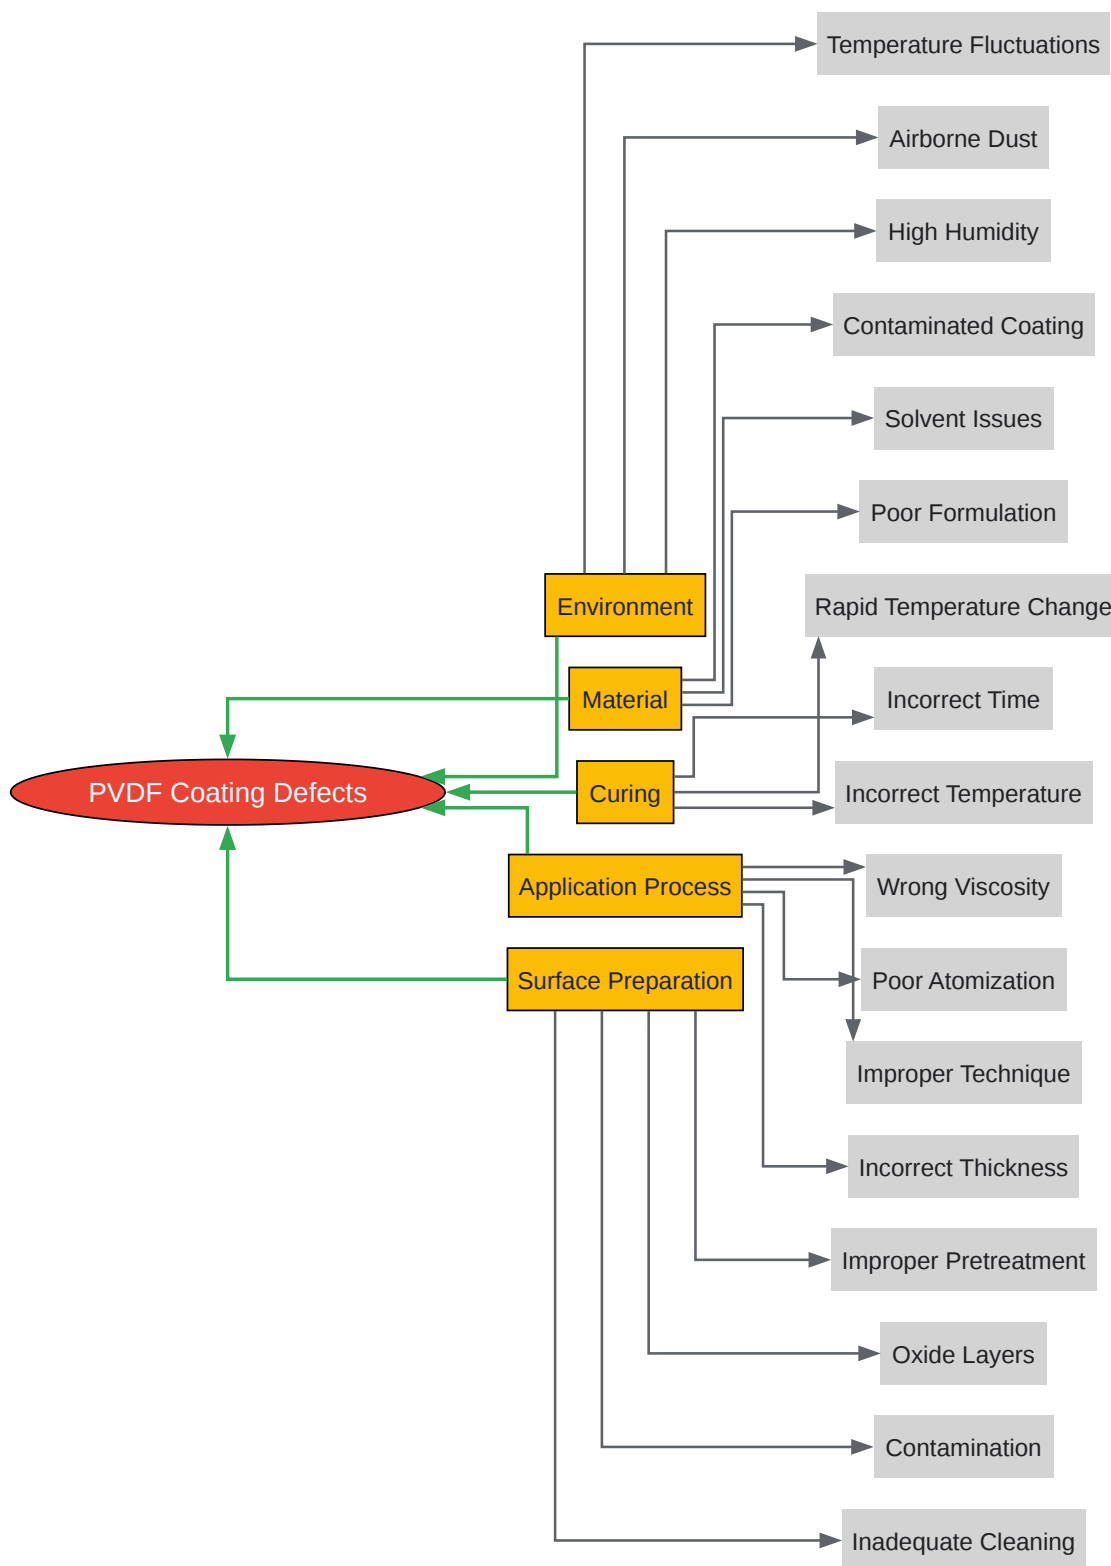 Temperature Fluctuations
Airborne Dust
High Humidity
Contaminated Coating
Solvent Issues
Poor Formulation
Environment
Rapid Temperature Change
Material
Incorrect Time
PVDF Coating Defects
Curing
Incorrect Temperature
Application Process
Wrong Viscosity
Surface Preparation
Poor Atomization
Improper Technique
Incorrect Thickness
Improper Pretreatment
Oxide Layers
Contamination
Inadequate Cleaning